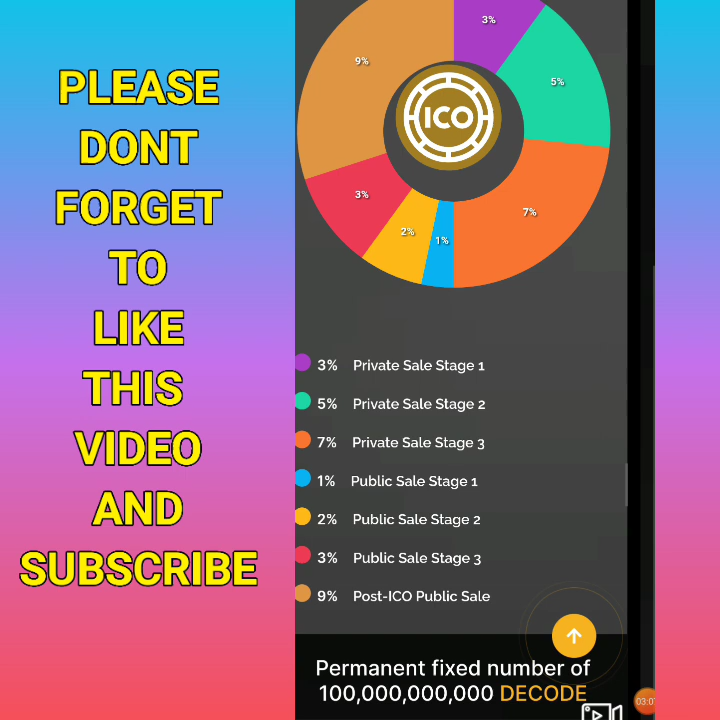 PLEASE
DONT
FORGET
TO
LIKE
THIS
VIDEO
AND
SUBSCRIBE
3%
9%
5%
ICO
3%
7%
2%
1%
3% Private Sale Stage 1
5% Private Sale Stage 2
7% Private Sale Stage 3
1% Public Sale Stage 1
2% Public Sale Stage 2
3% Public Sale Stage 3
9% Post-ICO Public Sale
Permanent fixed number of
100,000,000,000 DECODE